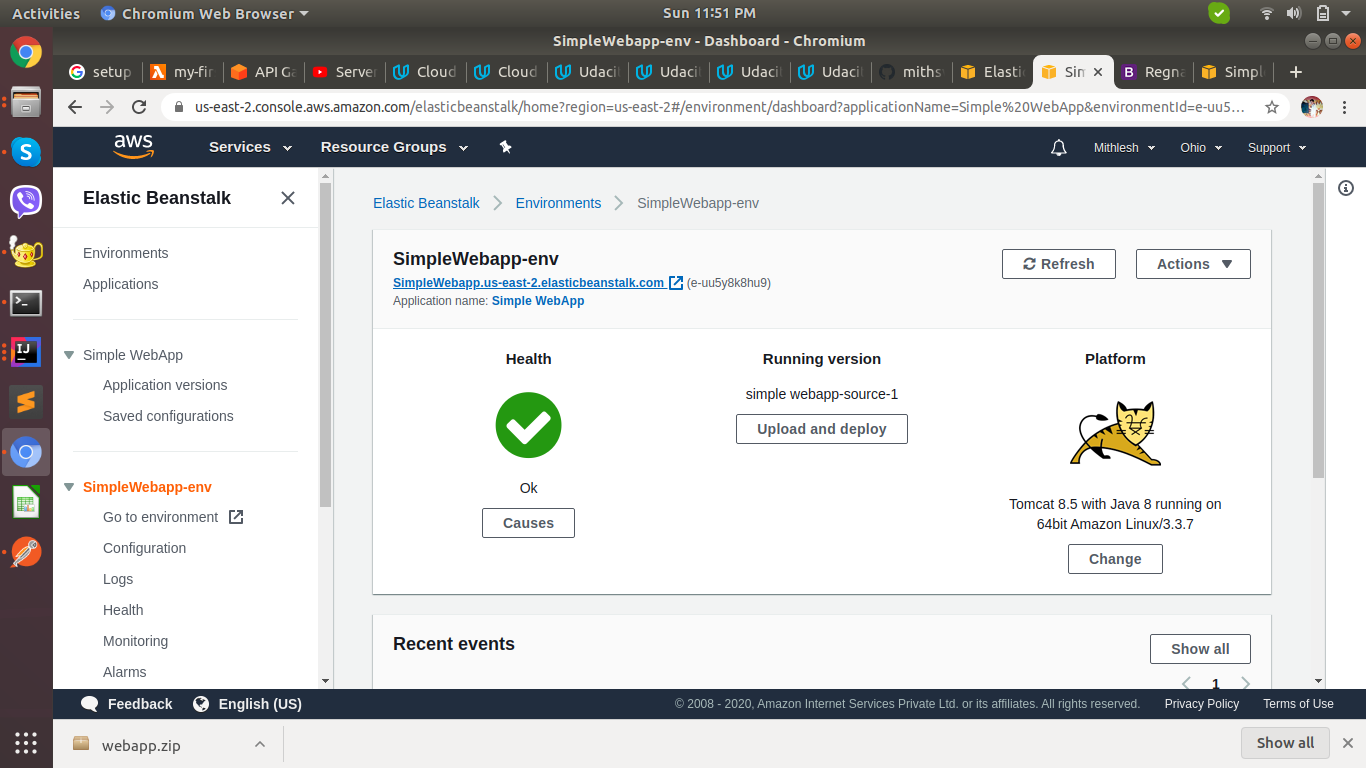 Activities Chromium Web Browser Sun 11:51 PM
SimpleWebapp-env - Dashboard - Chromium
setup my-fir API Ga Server Cloud Cloud Udaci Udaci Udaci Udaci miths Elastic Sim Regna Simple
us-east-2.console.aws.amazon.com/elasticbeanstalk/home?region=us-east-2#/environment/dashboard?applicationName=Simple%20WebApp&environmentId=e-uu5...
aws Services Resource Groups Mithlesh Ohio Support
Elastic Beanstalk
Environments
Applications
Simple WebApp
Application versions
Saved configurations
SimpleWebapp-env
Go to environment
Configuration
Logs
Health
Monitoring
Alarms
Elastic Beanstalk Environments SimpleWebapp-env
SimpleWebapp-env
SimpleWebapp.us-east-2.elasticbeanstalk.com (e-uu5y8k8hu9)
Application name: Simple WebApp
Refresh Actions
Health
Ok
Causes
Running version
simple webapp-source-1
Upload and deploy
Platform
Tomcat 8.5 with Java 8 running on
64bit Amazon Linux/3.3.7
Change
Recent events
Show all
1
Feedback English (US) © 2008 - 2020, Amazon Internet Services Private Ltd. or its affiliates. All rights reserved. Privacy Policy Terms of Use
webapp.zip Show all